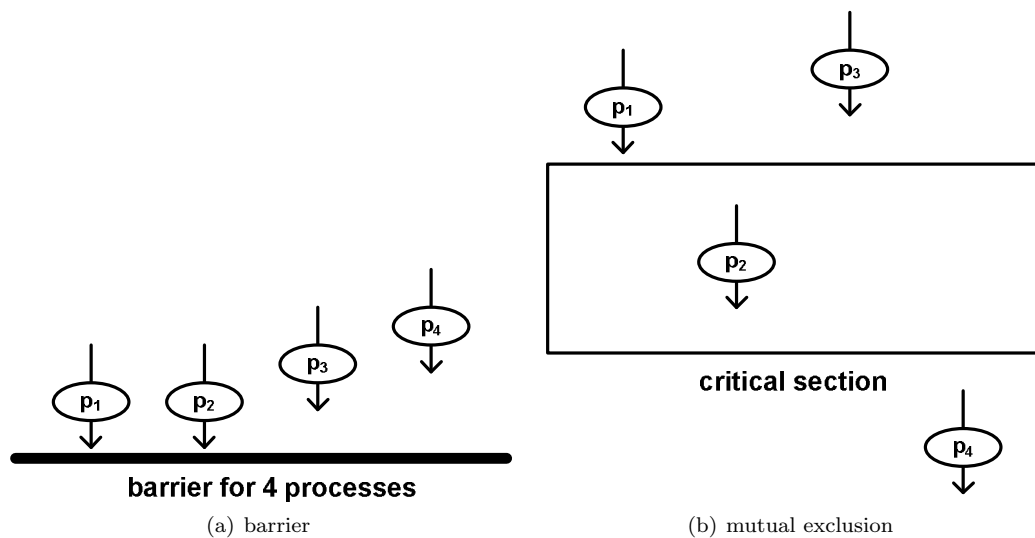 p1
p2
p3
p4
barrier for 4 processes
(a) barrier
p1
p3
p2
critical section
p4
(b) mutual exclusion